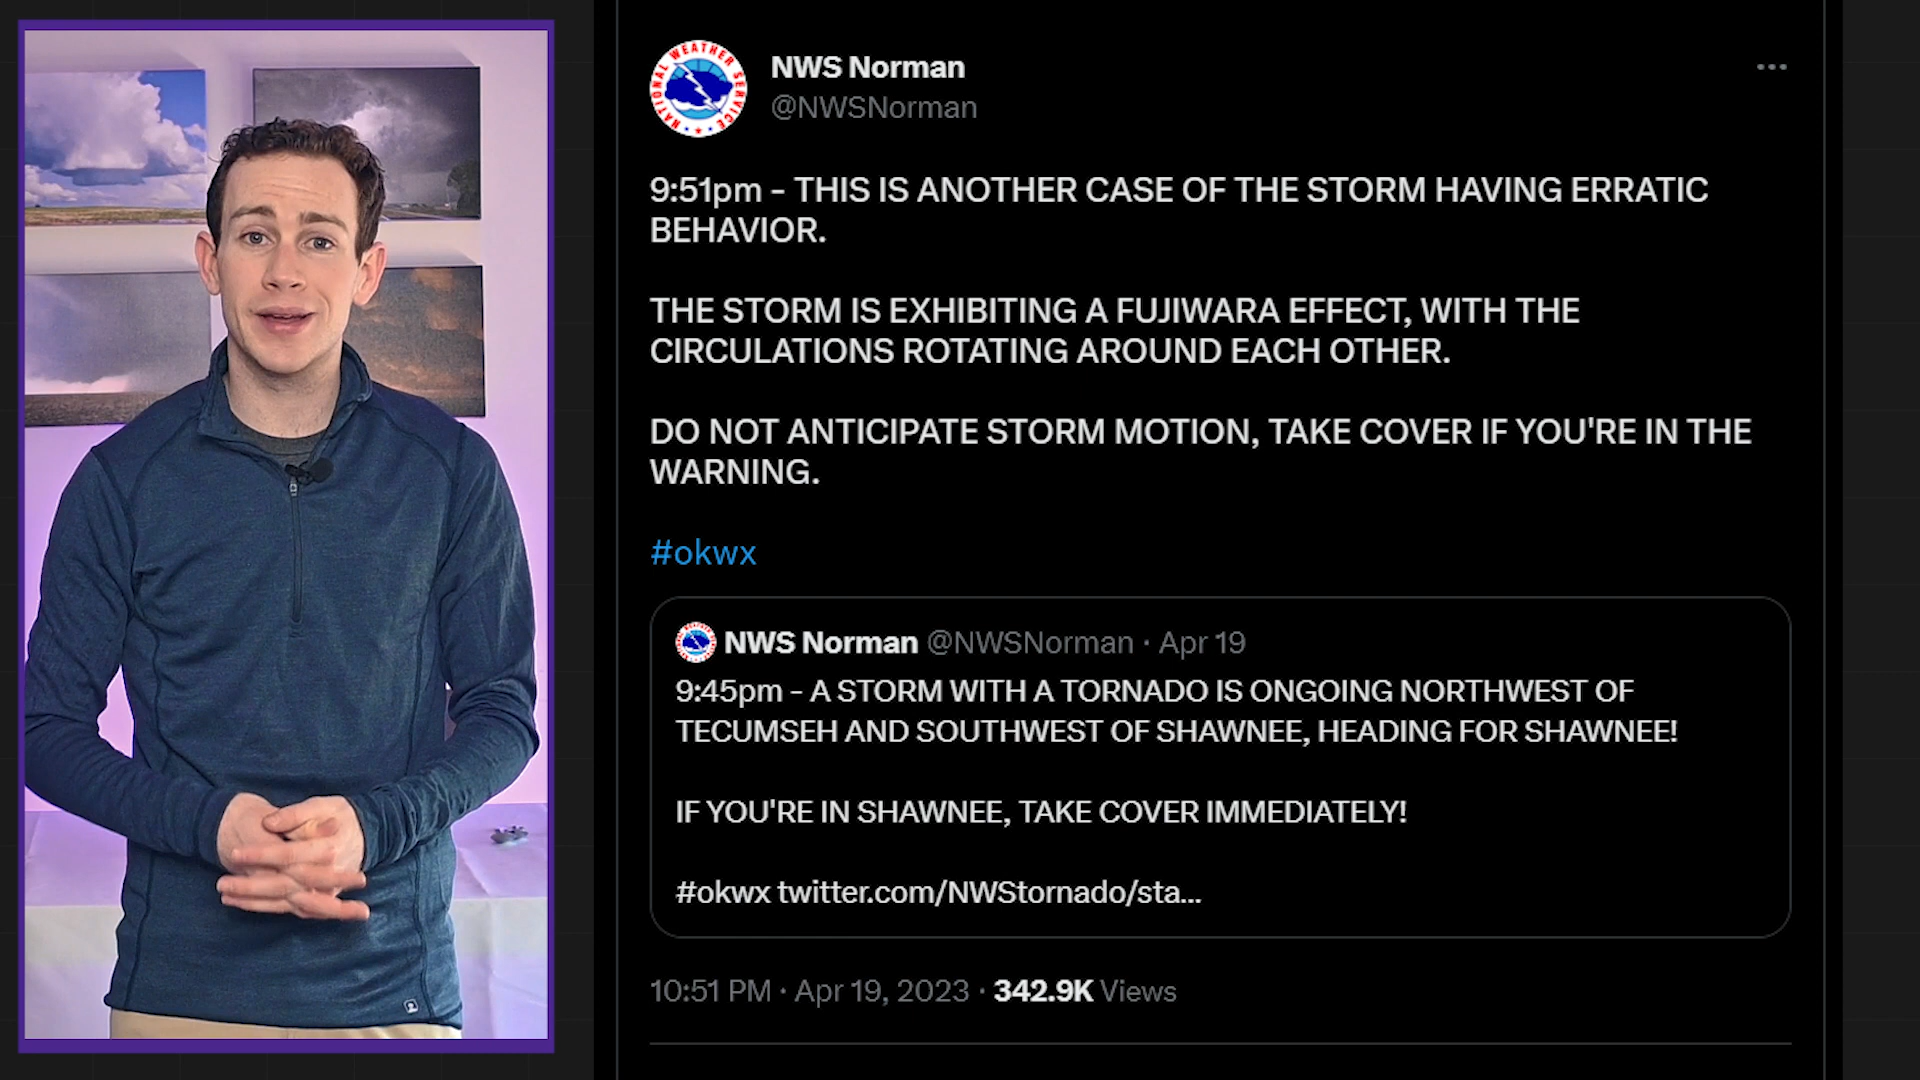 NATIONAL WEATHER SERVICE
NWS Norman
@NWSNorman
9:51pm - THIS IS ANOTHER CASE OF THE STORM HAVING ERRATIC
BEHAVIOR.
THE STORM IS EXHIBITING A FUJIWARA EFFECT, WITH THE
CIRCULATIONS ROTATING AROUND EACH OTHER.
DO NOT ANTICIPATE STORM MOTION, TAKE COVER IF YOU'RE IN THE
WARNING.
#okwx
NWS Norman @NWSNorman · Apr 19
9:45pm - A STORM WITH A TORNADO IS ONGOING NORTHWEST OF
TECUMSEH AND SOUTHWEST OF SHAWNEE, HEADING FOR SHAWNEE!
IF YOU'RE IN SHAWNEE, TAKE COVER IMMEDIATELY!
#okwx twitter.com/NWStornado/sta...
10:51 PM · Apr 19, 2023 · 342.9K Views